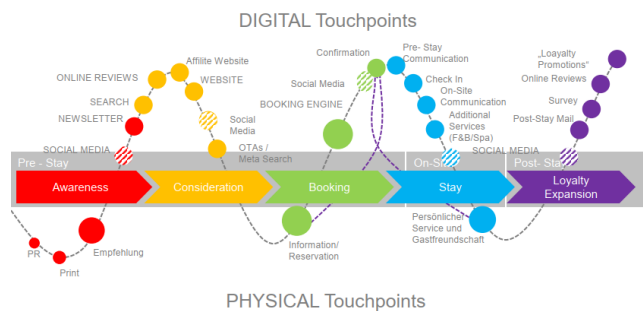 DIGITAL Touchpoints
Affilite Website
ONLINE REVIEWS
WEBSITE
SEARCH
NEWSLETTER
Social
Media
SOCIAL MEDIA
OTAs /
Meta Search
Confirmation
Social Media
BOOKING ENGINE
Pre- Stay
Communication
Check In
On-Site
Communication
Additional
Services
(F&B/Spa)
SOCIAL MEDIA
„Loayalty
Promotions“
Online Reviews
Survey
Post-Stay Mail
Pre - Stay
On-Site
Post- Stay
Awareness
Consideration
Booking
Stay
Loyalty
Expansion
PR
Print
Empfehlung
Information/
Reservation
Persönlicher
Service und
Gastfreundschaft
PHYSICAL Touchpoints